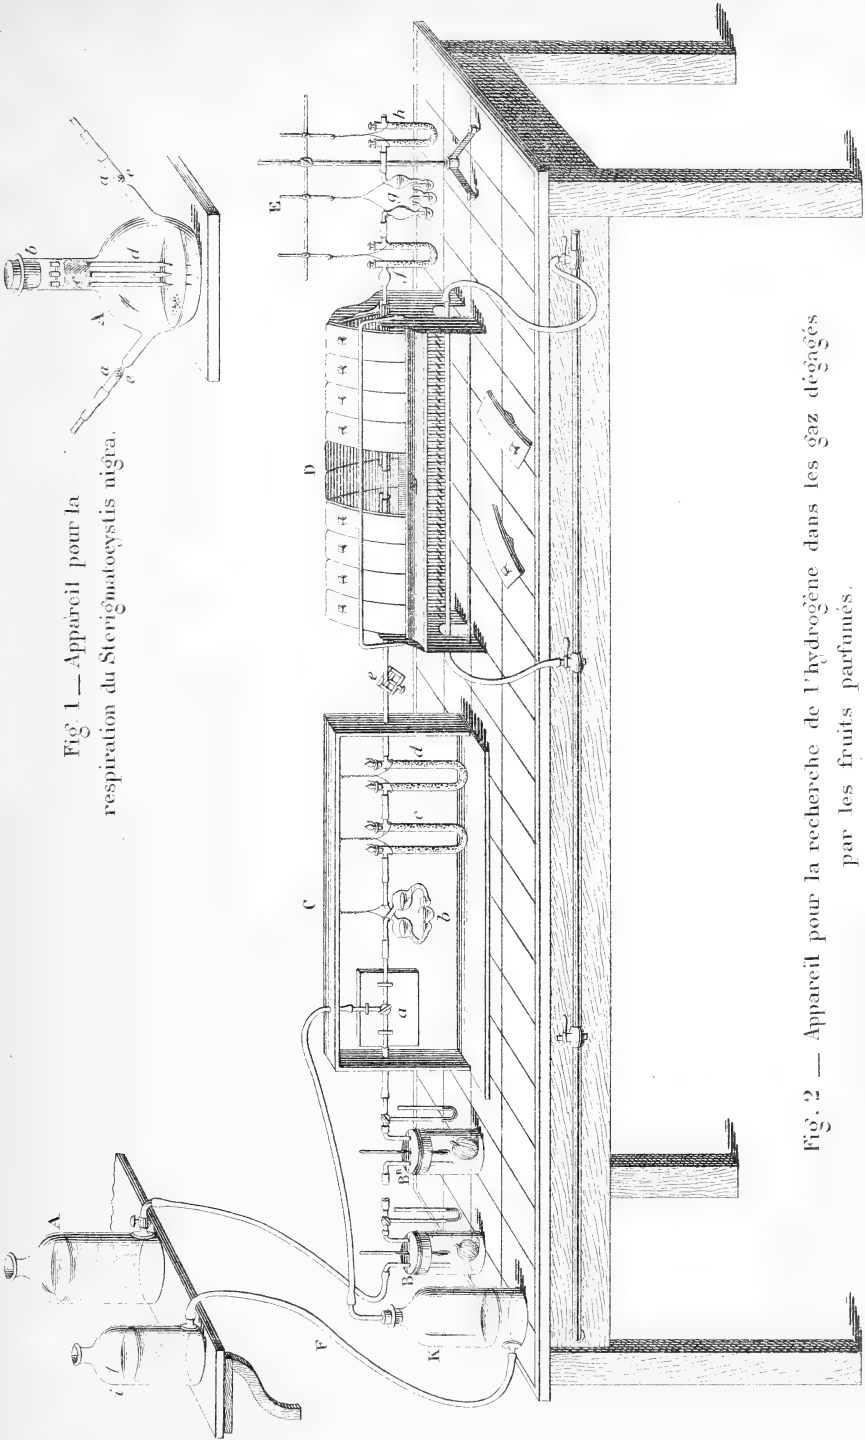 Fig. 1 — Appareil pour la
respiration du Sterigmatocystis nigra.
a
b
A
c
d
a
e
e
A
i
F
K
B
B"
C
a
b
c
d
e
D
E
f
g
h
Fig. 2 — Appareil pour la recherche de l'hydrogène dans les gaz dégagés
par les fruits parfumés.